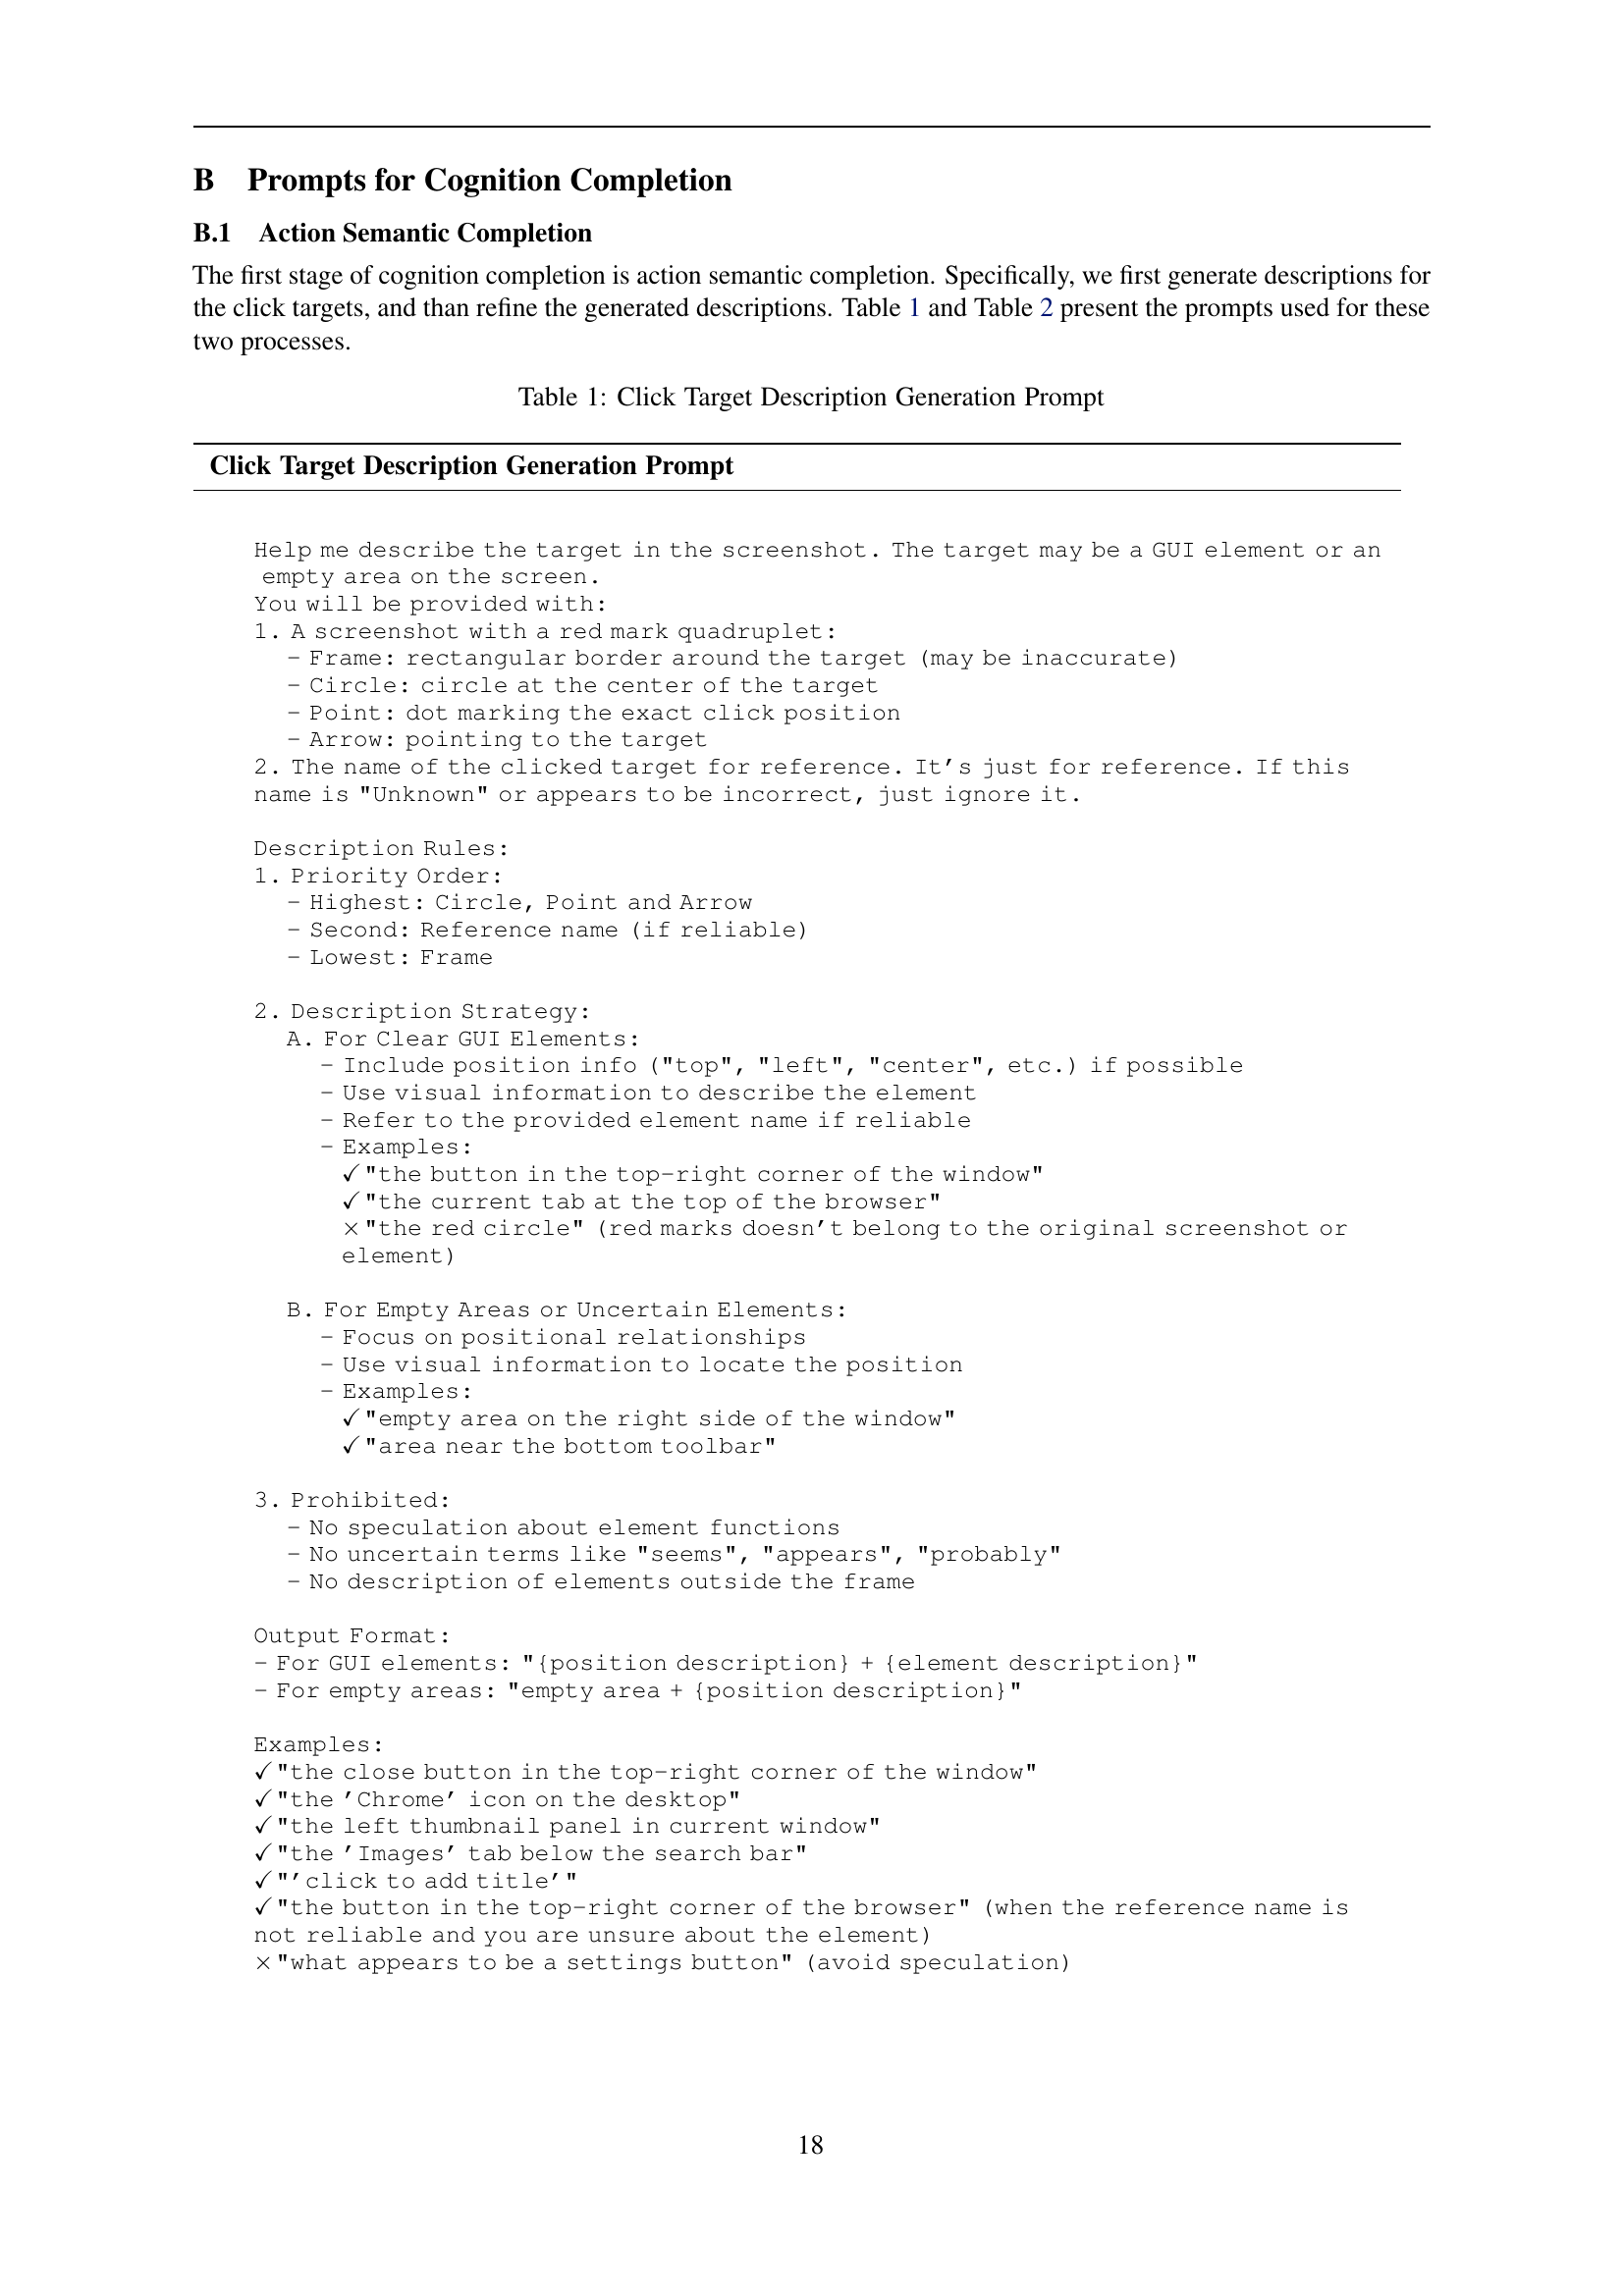 B Prompts for Cognition Completion
B.1 Action Semantic Completion
The first stage of cognition completion is action semantic completion. Specifically, we first generate descriptions for
the click targets, and than refine the generated descriptions. Table 1 and Table 2 present the prompts used for these
two processes.
Table 1: Click Target Description Generation Prompt
Click Target Description Generation Prompt
Help me describe the target in the screenshot. The target may be a GUI element or an
empty area on the screen.
You will be provided with:
1. A screenshot with a red mark quadruplet:
- Frame: rectangular border around the target (may be inaccurate)
- Circle: circle at the center of the target
- Point: dot marking the exact click position
- Arrow: pointing to the target
2. The name of the clicked target for reference. It's just for reference. If this
name is "Unknown" or appears to be incorrect, just ignore it.
Description Rules:
1. Priority Order:
- Highest: Circle, Point and Arrow
- Second: Reference name (if reliable)
- Lowest: Frame
2. Description Strategy:
A. For Clear GUI Elements:
- Include position info ("top", "left", "center", etc.) if possible
- Use visual information to describe the element
- Refer to the provided element name if reliable
- Examples:
✓"the button in the top-right corner of the window"
✓"the current tab at the top of the browser"
×"the red circle" (red marks doesn't belong to the original screenshot or
element)
B. For Empty Areas or Uncertain Elements:
- Focus on positional relationships
- Use visual information to locate the position
- Examples:
✓"empty area on the right side of the window"
✓"area near the bottom toolbar"
3. Prohibited:
- No speculation about element functions
- No uncertain terms like "seems", "appears", "probably"
- No description of elements outside the frame
Output Format:
- For GUI elements: "{position description} + {element description}"
- For empty areas: "empty area + {position description}"
Examples:
✓"the close button in the top-right corner of the window"
✓"the 'Chrome' icon on the desktop"
✓"the left thumbnail panel in current window"
✓"the 'Images' tab below the search bar"
✓"'click to add title'"
✓"the button in the top-right corner of the browser" (when the reference name is
not reliable and you are unsure about the element)
×"what appears to be a settings button" (avoid speculation)
18